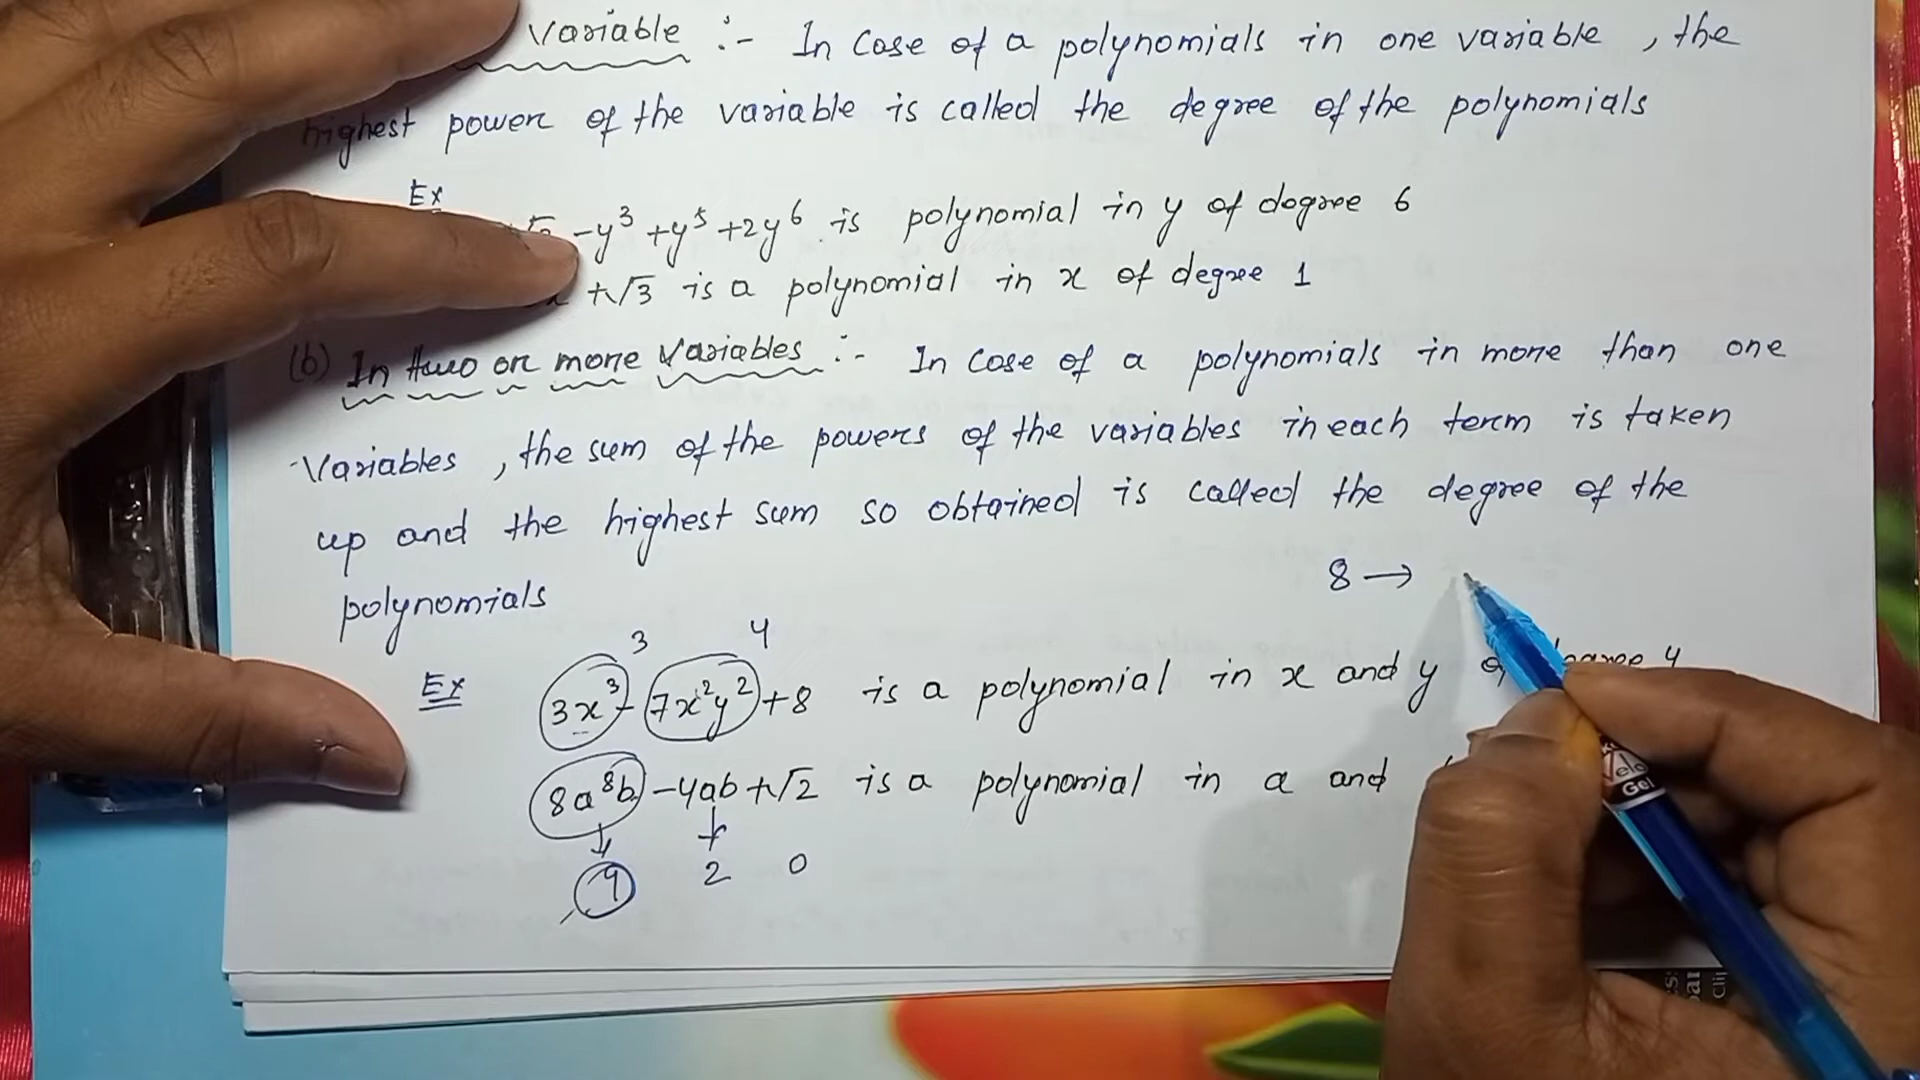 Variable :- In Case of a polynomials in one variable, the
highest power of the variable is called the degree of the polynomials
Ex
-y³ + y⁵ + 2y⁶ is polynomial in y of degree 6
+√3 is a polynomial in x of degree 1
(b) In two or more Variables :- In Case of a polynomials in more than one
Variables, the sum of the powers of the variables in each term is taken
up and the highest sum so obtained is called the degree of the
polynomials
8 →
3 4
Ex 3x³ - 7x²y² + 8 is a polynomial in x and y degree 4
8a⁸b - 4ab + √2 is a polynomial in a and
9 2 0
Velo
Gel